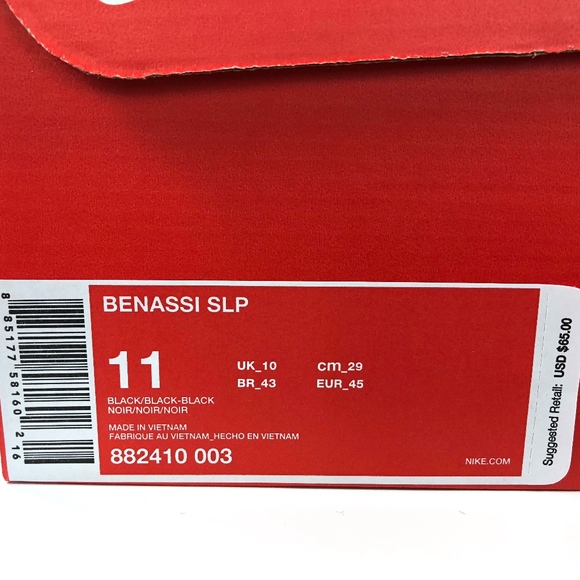 BENASSI SLP
11
UK_10 cm_29
BR_43 EUR_45
BLACK/BLACK-BLACK
NOIR/NOIR/NOIR
MADE IN VIETNAM
FABRIQUE AU VIETNAM_HECHO EN VIETNAM
882410 003
NIKE.COM
8 85177 58160 2 16
Suggested Retail: USD $65.00